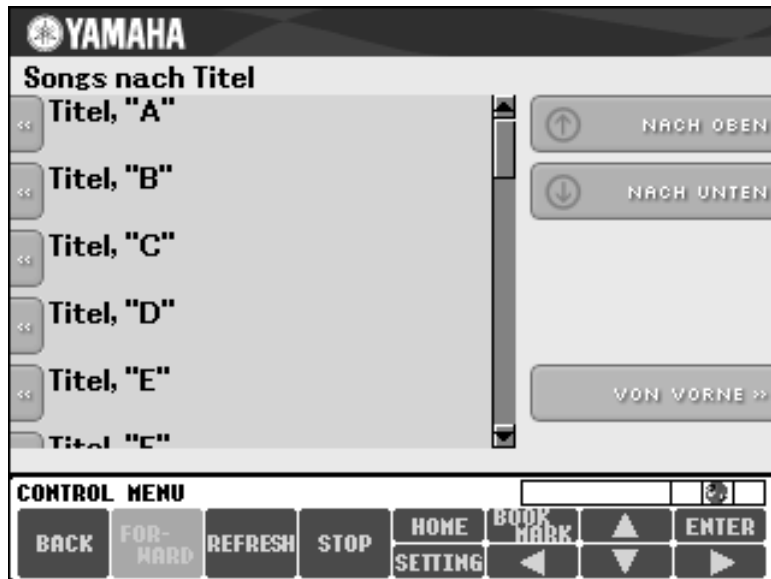 YAMAHA
Songs nach Titel
Titel, "A"
NACH OBEN
Titel, "B"
NACH UNTEN
Titel, "C"
Titel, "D"
Titel, "E"
VON VORNE »
Titel "F"
CONTROL MENU
BACK
FOR-
WARD
REFRESH
STOP
HOME
SETTING
BOOK
MARK
ENTER